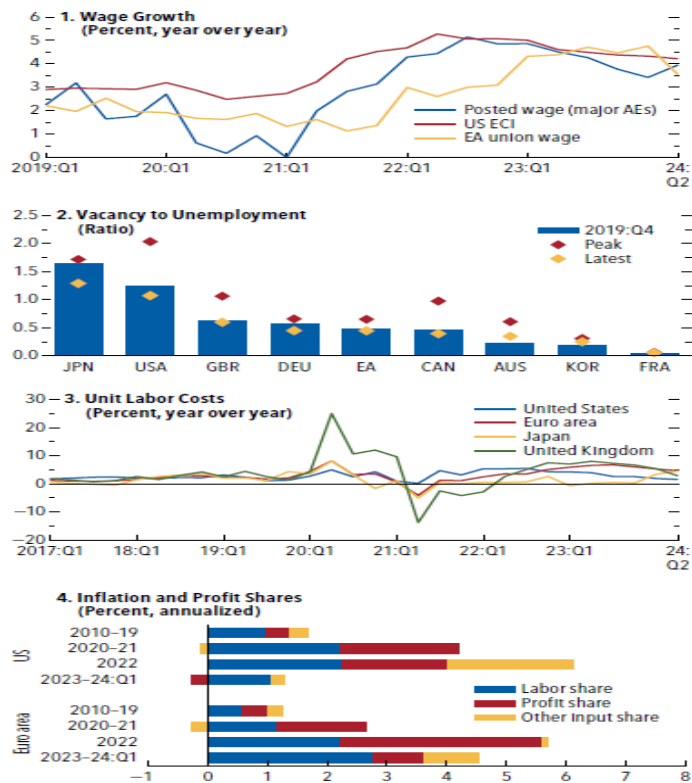 1. Wage Growth
(Percent, year over year)
6
5
4
3
2
1
0
Posted wage (major AEs)
US ECI
EA union wage
2019:Q1
20:Q1
21:Q1
22:Q1
23:Q1
24:
Q2
2. Vacancy to Unemployment
(Ratio)
2.5
2.0
1.5
1.0
0.5
0.0
2019:Q4
Peak
Latest
JPN
USA
GBR
DEU
EA
CAN
AUS
KOR
FRA
3. Unit Labor Costs
(Percent, year over year)
30
20
10
0
−10
−20
United States
Euro area
Japan
United Kingdom
2017:Q1
18:Q1
19:Q1
20:Q1
21:Q1
22:Q1
23:Q1
24:
Q2
4. Inflation and Profit Shares
(Percent, annualized)
US
2010–19
2020–21
2022
2023–24:Q1
Euro area
2010–19
2020–21
2022
2023–24:Q1
Labor share
Profit share
Other input share
−1
0
1
2
3
4
5
6
7
8